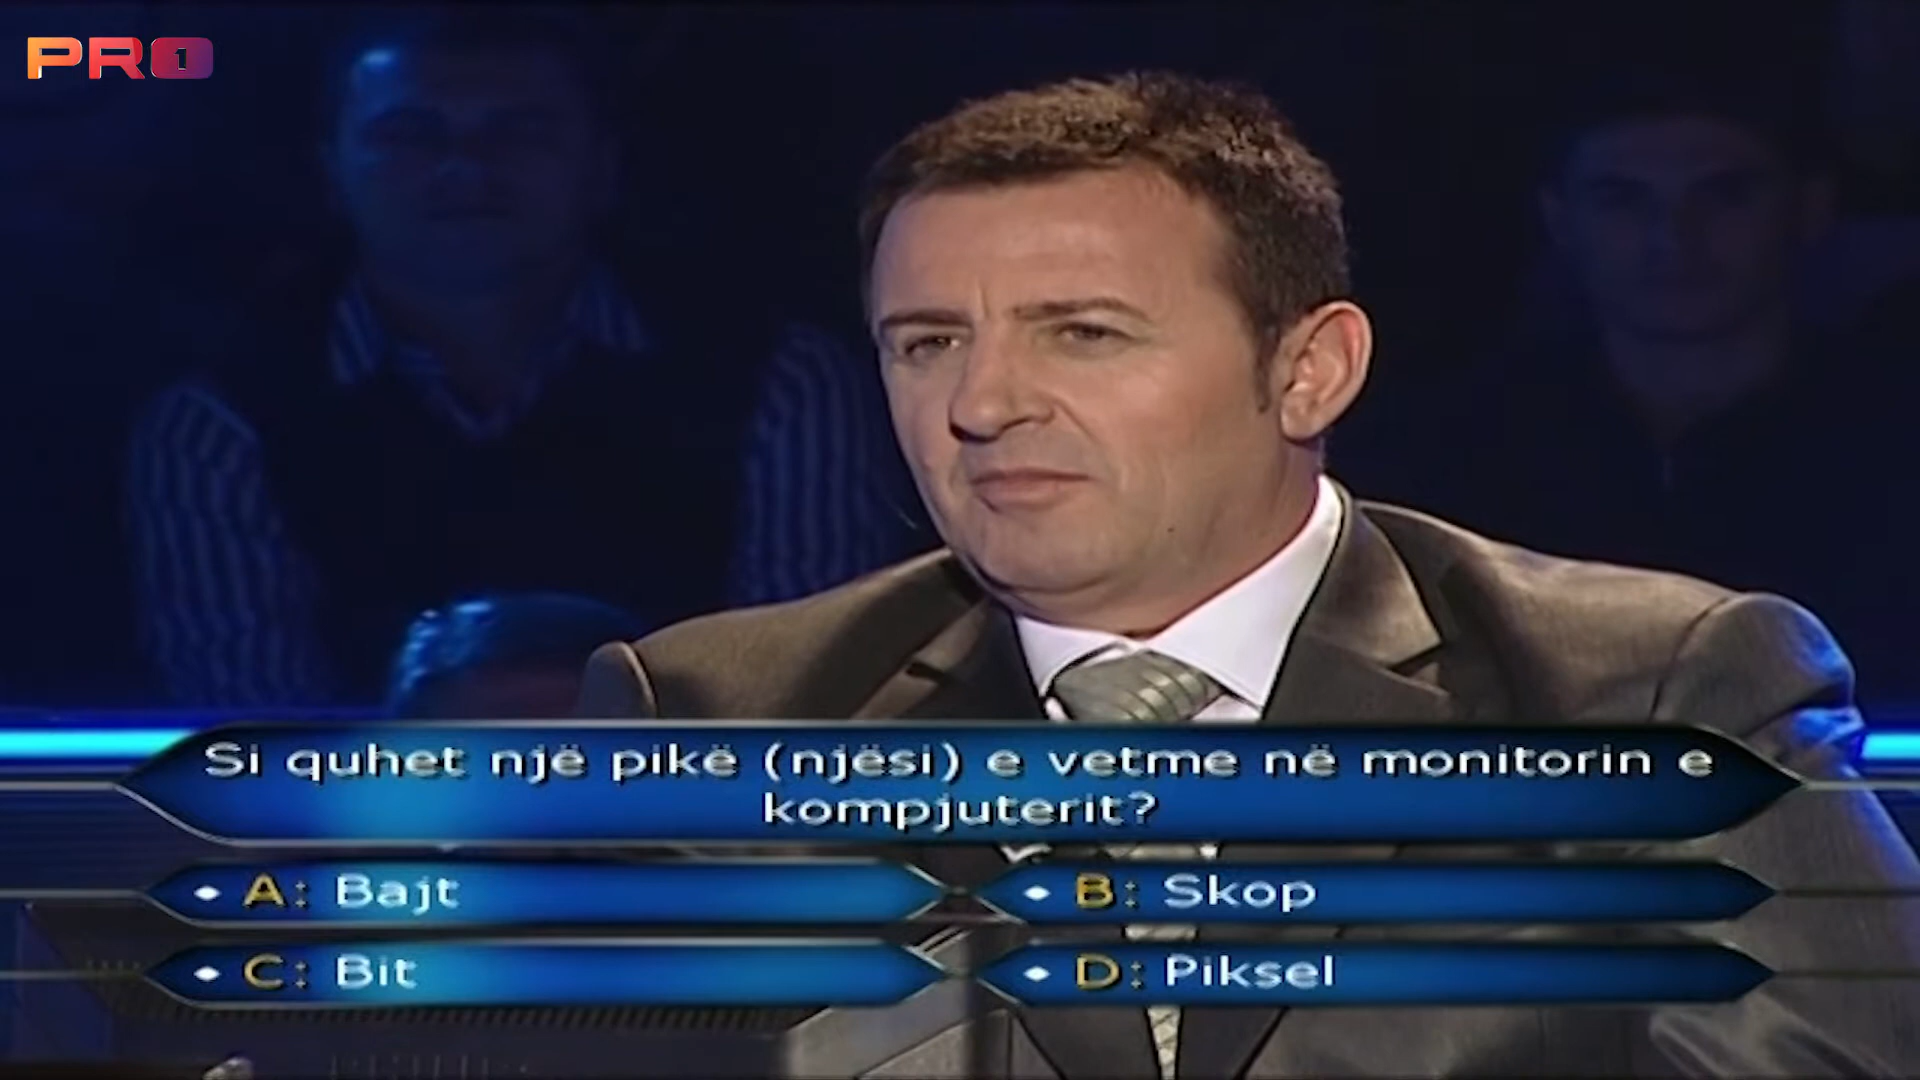 PRO1
Si quhet një pikë (njësi) e vetme në monitorin e
kompjuterit?
A: Bajt
B: Skop
C: Bit
D: Piksel